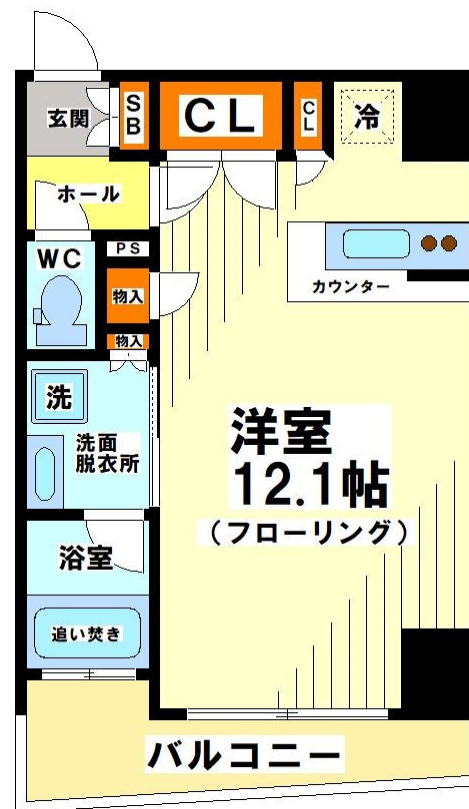 玄関
SB
CL
CL
冷
ホール
WC
PS
物入
カウンター
物入
洗
洗面
脱衣所
洋室
12.1帖
（フローリング）
浴室
追い焚き
バルコニー